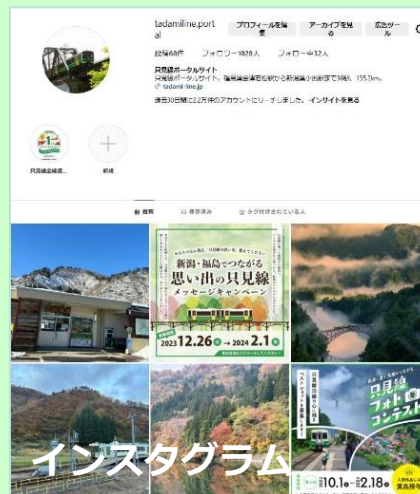 tadamiline.port
al
プロフィールを編
集
アーカイブを見
る
広告ツー
ル
投稿68件
フォロワー1028人
フォロー中32人
只見線ポータルサイト
tadami-line.jp
過去30日間に2.2万件のアカウントにリーチしました。 インサイトを見る
新規
投稿
保存済み
タグ付けされている人
新潟・福島でつながる
思い出の只見線
メッセージキャンペーン
2023 12.26 → 2024 2.1
只見線
フォト
コンテスト
10.1 2.18
インスタグラム